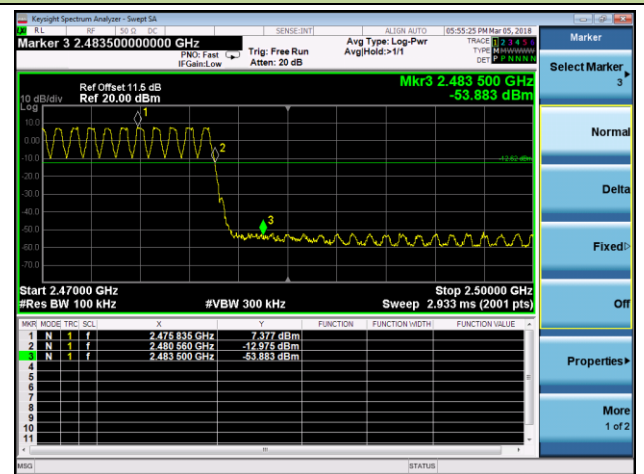 Keysight Spectrum Analyzer - Swept SA
RL RF 50 Ω DC SENSE:INT ALIGN AUTO 05:55:25 PM Mar 05, 2018
Marker 3 2.483500000000 GHz
PNO: Fast
IFGain:Low
Trig: Free Run
Atten: 20 dB
Avg Type: Log-Pwr
Avg|Hold:>1/1
TRACE 1 2 3 4 5 6
TYPE MWWWWW
DET P P N N N N
Ref Offset 11.5 dB
10 dB/div Ref 20.00 dBm
Mkr3 2.483 500 GHz
-53.883 dBm
Log
10.0
0.00
-10.0
-20.0
-30.0
-40.0
-50.0
-60.0
-70.0
1
2
3
-12.62 dBm
Start 2.47000 GHz Stop 2.50000 GHz
#Res BW 100 kHz #VBW 300 kHz Sweep 2.933 ms (2001 pts)
MKR MODE TRC SCL X Y FUNCTION FUNCTION WIDTH FUNCTION VALUE
1 N 1 f 2.475 835 GHz 7.377 dBm
2 N 1 f 2.480 560 GHz -12.975 dBm
3 N 1 f 2.483 500 GHz -53.883 dBm
4
5
6
7
8
9
10
11
MSG STATUS
Marker
Select Marker
3
Normal
Delta
Fixed
Off
Properties
More
1 of 2